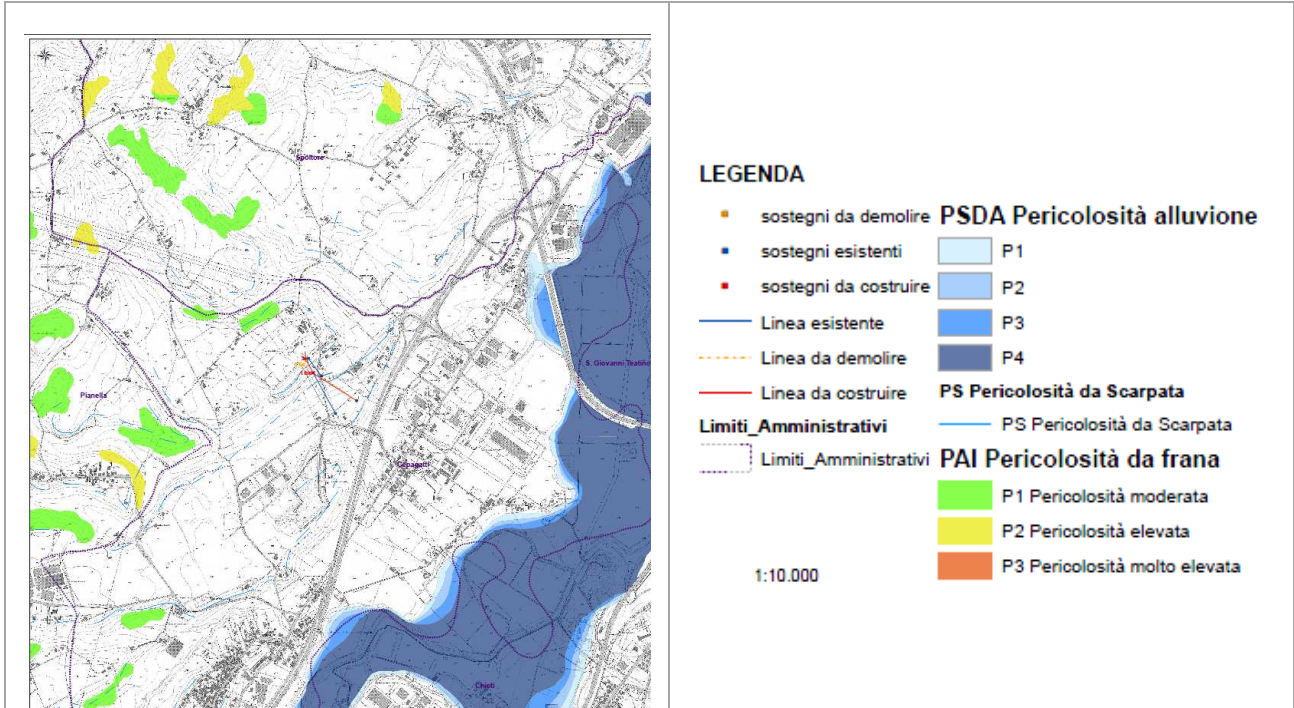 Spoltore
S. Giovanni Teatino
Pianella
Cepagatti
Chieti
LEGENDA
sostegni da demolire
sostegni esistenti
sostegni da costruire
Linea esistente
Linea da demolire
Linea da costruire
Limiti_Amministrativi
Limiti_Amministrativi
1:10.000
PSDA Pericolosità alluvione
P1
P2
P3
P4
PS Pericolosità da Scarpata
PS Pericolosità da Scarpata
PAI Pericolosità da frana
P1 Pericolosità moderata
P2 Pericolosità elevata
P3 Pericolosità molto elevata